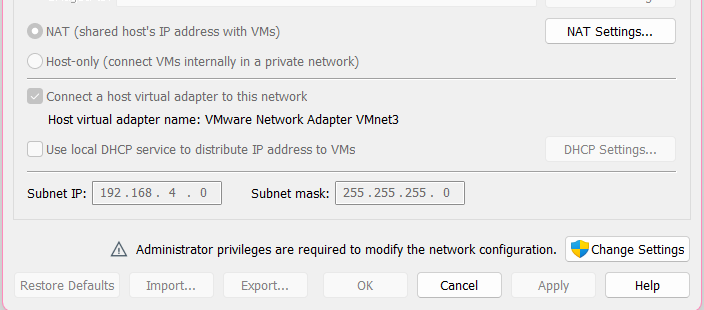 NAT (shared host's IP address with VMs)
NAT Settings...
Host-only (connect VMs internally in a private network)
Connect a host virtual adapter to this network
Host virtual adapter name: VMware Network Adapter VMnet3
Use local DHCP service to distribute IP address to VMs
DHCP Settings...
Subnet IP: 192.168. 4 . 0 Subnet mask: 255.255.255. 0
Administrator privileges are required to modify the network configuration.
Change Settings
Restore Defaults Import... Export... OK Cancel Apply Help